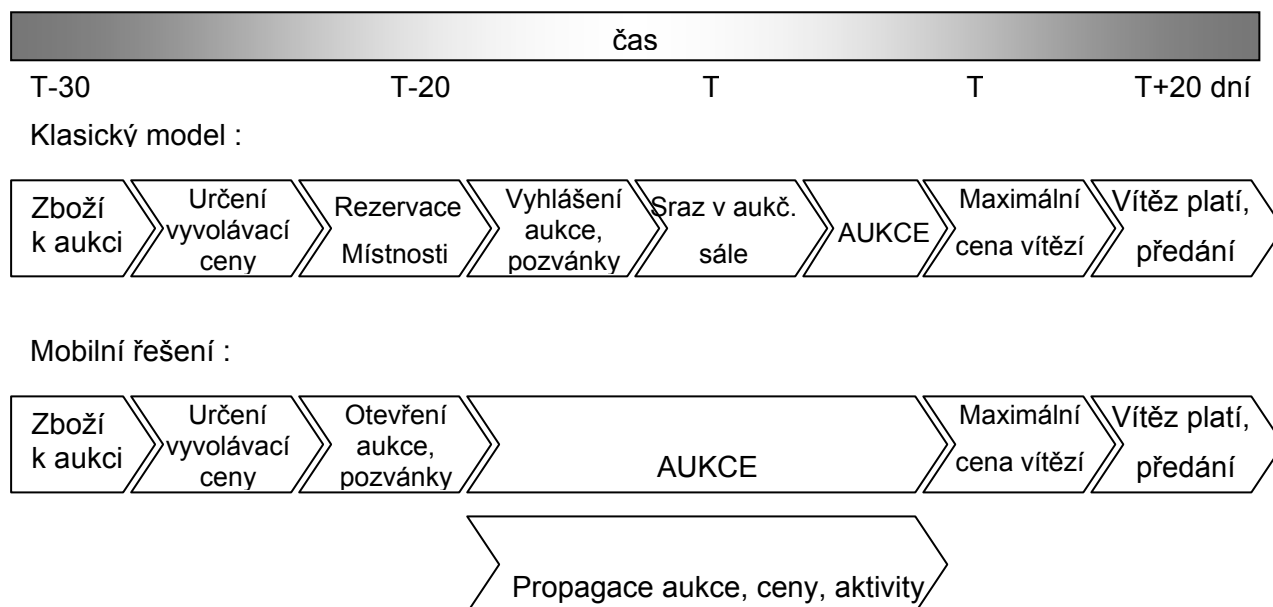 čas
T-30 T-20 T T T+20 dní
Klasický model :
Zboží
k aukci
Určení
vyvolávací
ceny
Rezervace
Místnosti
Vyhlášení
aukce,
pozvánky
Sraz v aukč.
sále
AUKCE
Maximální
cena vítězí
Vítěz platí,
předání
Mobilní řešení :
Zboží
k aukci
Určení
vyvolávací
ceny
Otevření
aukce,
pozvánky
AUKCE
Maximální
cena vítězí
Vítěz platí,
předání
Propagace aukce, ceny, aktivity